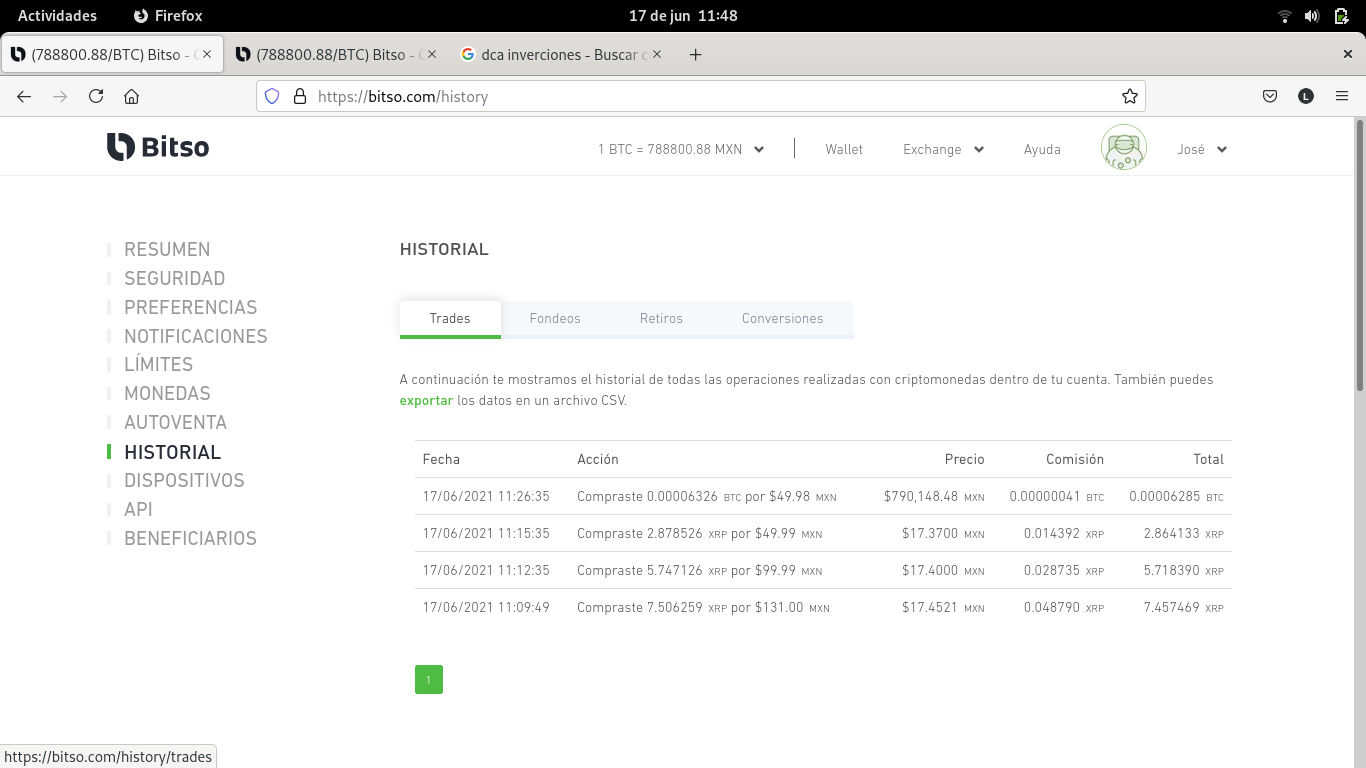 Actividades Firefox 17 de jun 11:48
(788800.88/BTC) Bitso - (788800.88/BTC) Bitso - dca inverciones - Buscar
https://bitso.com/history L
Bitso 1 BTC = 788800.88 MXN Wallet Exchange Ayuda José
RESUMEN
SEGURIDAD
PREFERENCIAS
NOTIFICACIONES
LÍMITES
MONEDAS
AUTOVENTA
HISTORIAL
DISPOSITIVOS
API
BENEFICIARIOS
HISTORIAL
Trades Fondeos Retiros Conversiones
A continuación te mostramos el historial de todas las operaciones realizadas con criptomonedas dentro de tu cuenta. También puedes
exportar los datos en un archivo CSV.
Fecha Acción Precio Comisión Total
17/06/2021 11:26:35 Compraste 0.00006326 BTC por $49.98 MXN $790,148.48 MXN 0.00000041 BTC 0.00006285 BTC
17/06/2021 11:15:35 Compraste 2.878526 XRP por $49.99 MXN $17.3700 MXN 0.014392 XRP 2.864133 XRP
17/06/2021 11:12:35 Compraste 5.747126 XRP por $99.99 MXN $17.4000 MXN 0.028735 XRP 5.718390 XRP
17/06/2021 11:09:49 Compraste 7.506259 XRP por $131.00 MXN $17.4521 MXN 0.048790 XRP 7.457469 XRP
1
https://bitso.com/history/trades